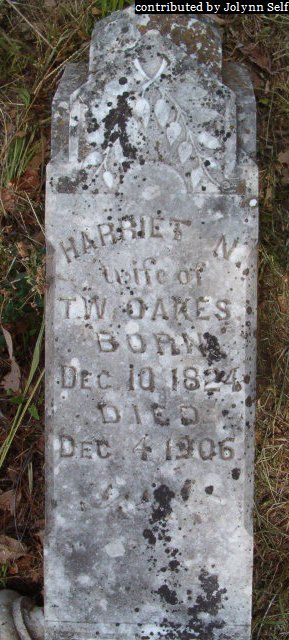 contributed by Jolynn Self
HARRIET N.
wife of
T.W. OAKES
BORN
DEC. 10 1824
DIED
DEC. 4 1906